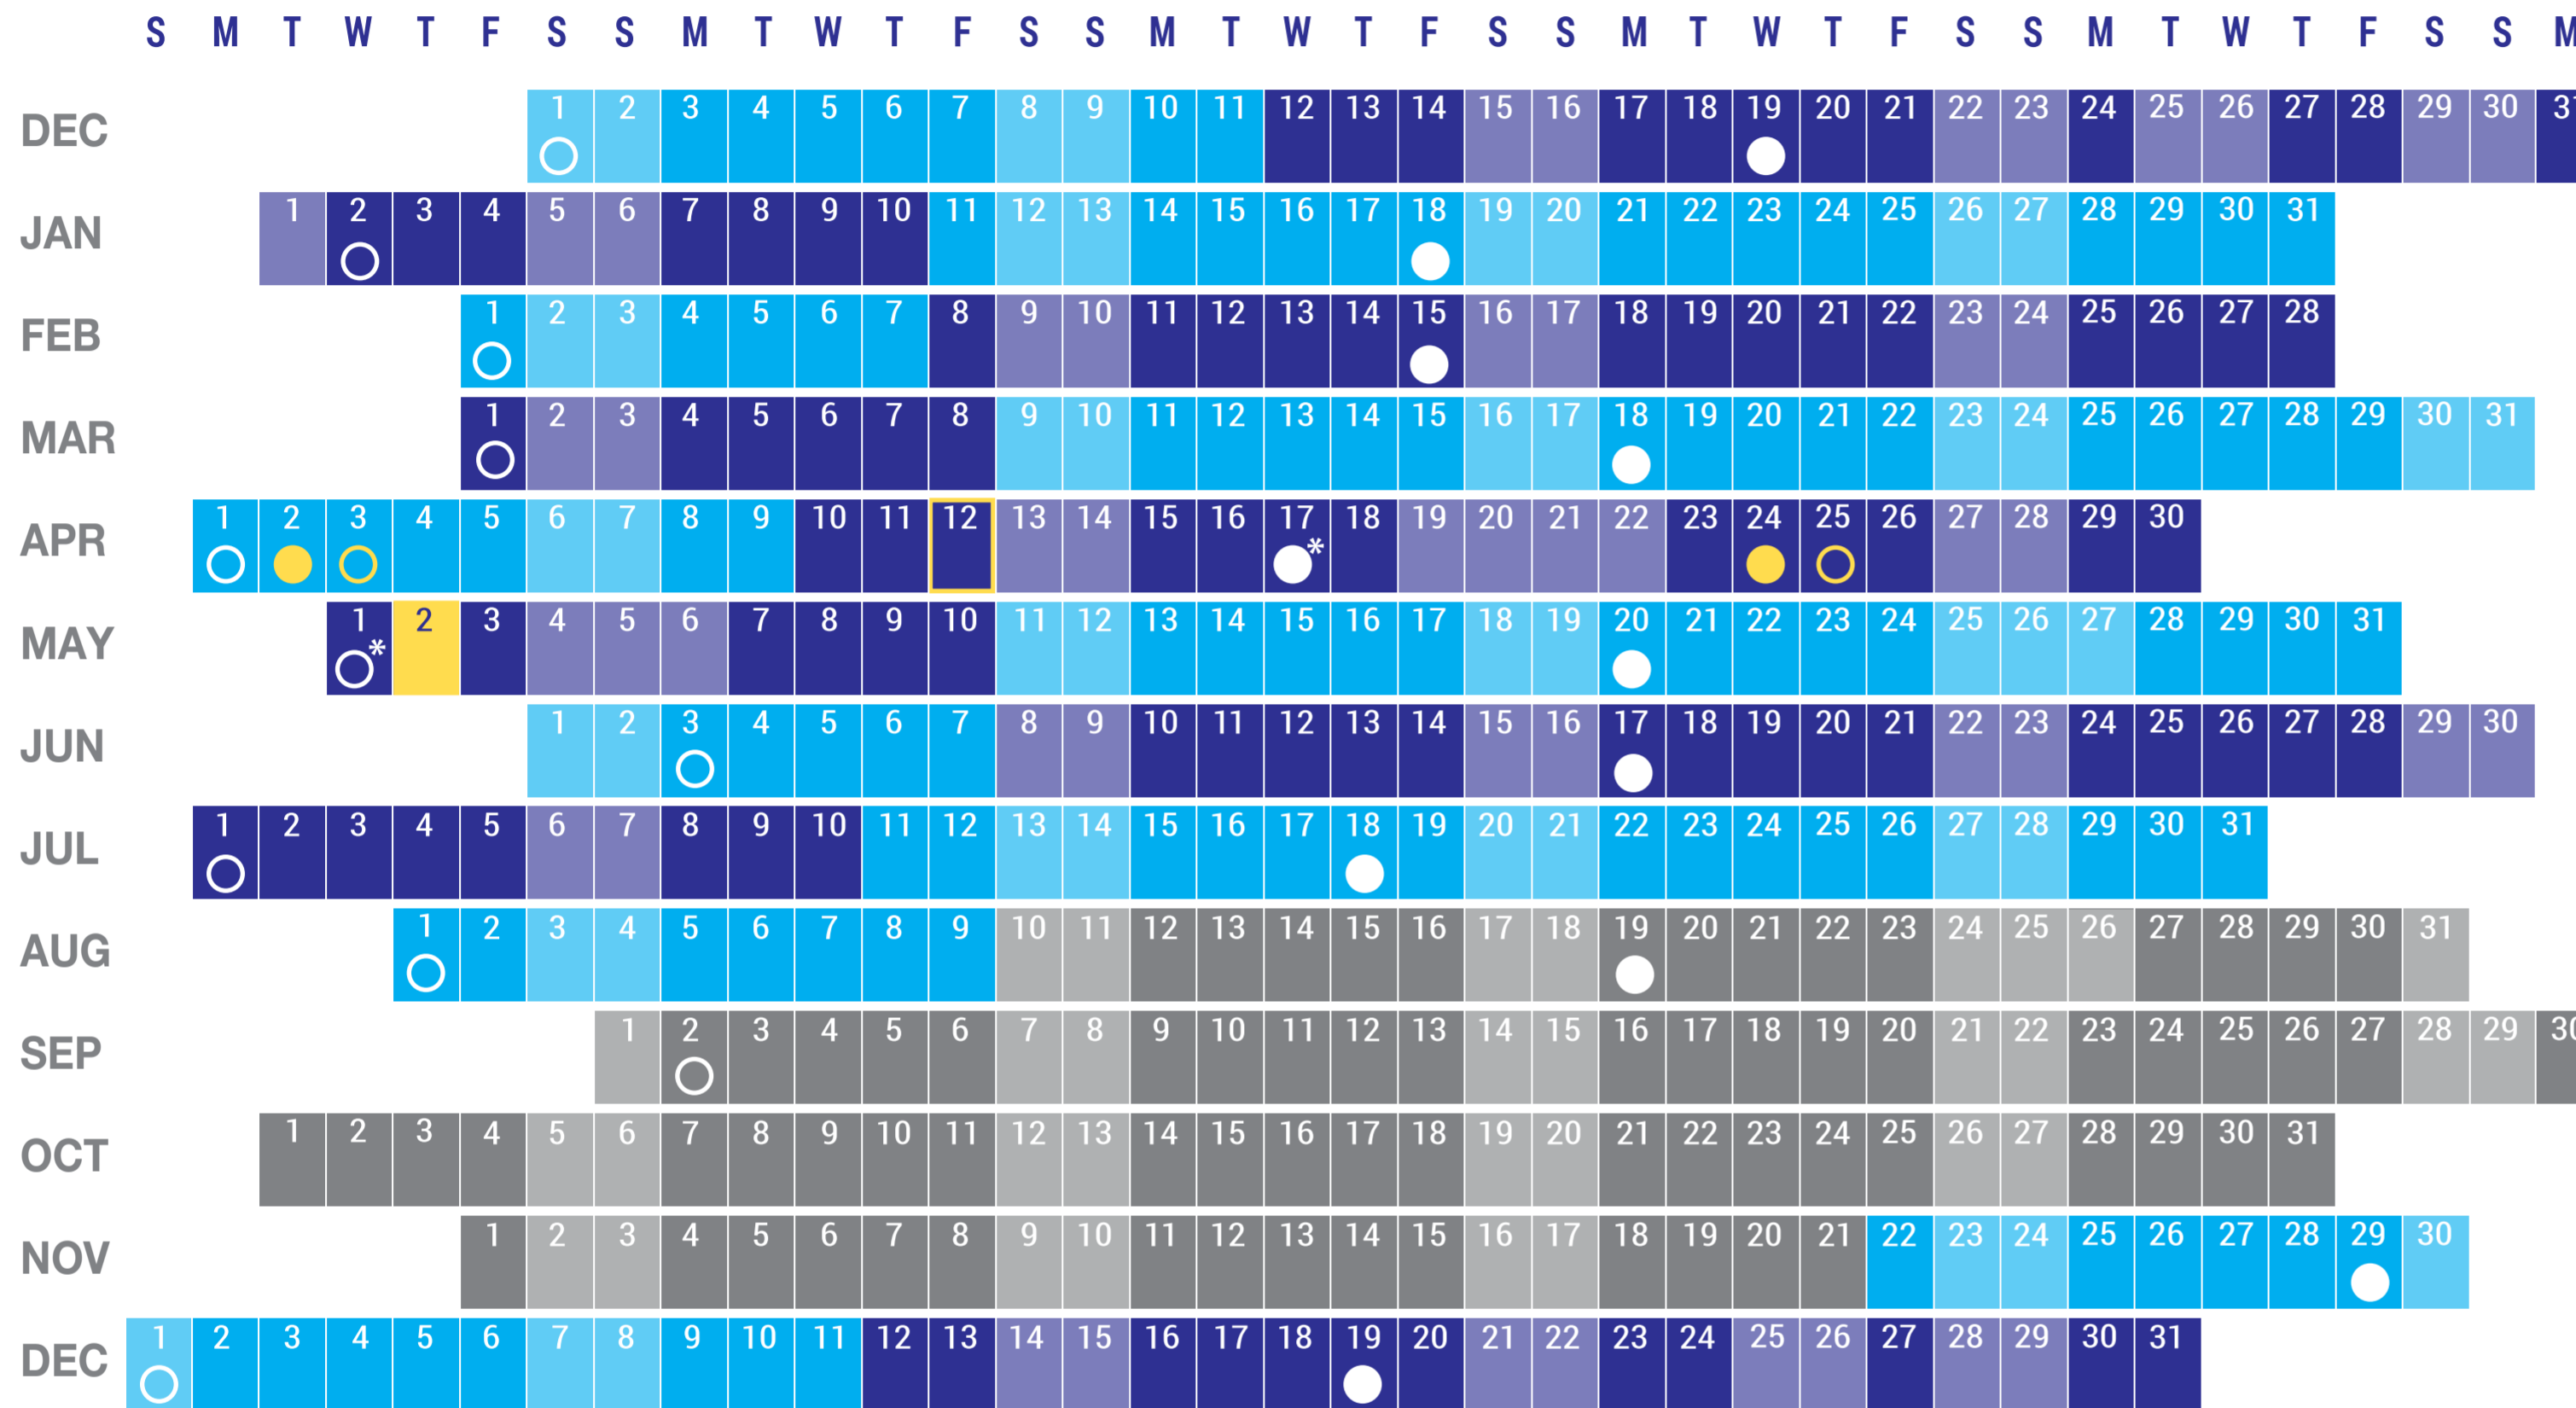 S M T W T F S S M T W T F S S M T W T F S S M T W T F S S M T W T F S S M
DEC 1 2 3 4 5 6 7 8 9 10 11 12 13 14 15 16 17 18 19 20 21 22 23 24 25 26 27 28 29 30 31
JAN 1 2 3 4 5 6 7 8 9 10 11 12 13 14 15 16 17 18 19 20 21 22 23 24 25 26 27 28 29 30 31
FEB 1 2 3 4 5 6 7 8 9 10 11 12 13 14 15 16 17 18 19 20 21 22 23 24 25 26 27 28
MAR 1 2 3 4 5 6 7 8 9 10 11 12 13 14 15 16 17 18 19 20 21 22 23 24 25 26 27 28 29 30 31
APR 1 2 3 4 5 6 7 8 9 10 11 12 13 14 15 16 17 * 18 19 20 21 22 23 24 25 26 27 28 29 30
MAY 1 * 2 3 4 5 6 7 8 9 10 11 12 13 14 15 16 17 18 19 20 21 22 23 24 25 26 27 28 29 30 31
JUN 1 2 3 4 5 6 7 8 9 10 11 12 13 14 15 16 17 18 19 20 21 22 23 24 25 26 27 28 29 30
JUL 1 2 3 4 5 6 7 8 9 10 11 12 13 14 15 16 17 18 19 20 21 22 23 24 25 26 27 28 29 30 31
AUG 1 2 3 4 5 6 7 8 9 10 11 12 13 14 15 16 17 18 19 20 21 22 23 24 25 26 27 28 29 30 31
SEP 1 2 3 4 5 6 7 8 9 10 11 12 13 14 15 16 17 18 19 20 21 22 23 24 25 26 27 28 29 30
OCT 1 2 3 4 5 6 7 8 9 10 11 12 13 14 15 16 17 18 19 20 21 22 23 24 25 26 27 28 29 30 31
NOV 1 2 3 4 5 6 7 8 9 10 11 12 13 14 15 16 17 18 19 20 21 22 23 24 25 26 27 28 29 30
DEC 1 2 3 4 5 6 7 8 9 10 11 12 13 14 15 16 17 18 19 20 21 22 23 24 25 26 27 28 29 30 31